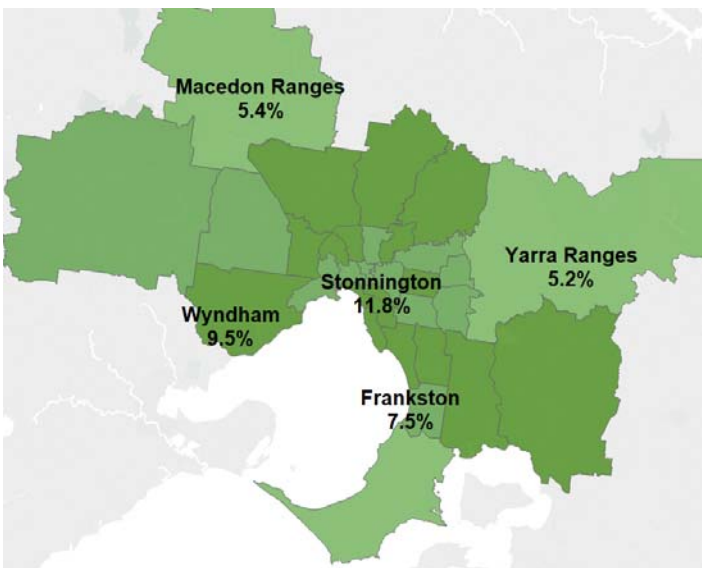 Macedon Ranges
5.4%
Yarra Ranges
5.2%
Stonnington
11.8%
Wyndham
9.5%
Frankston
7.5%